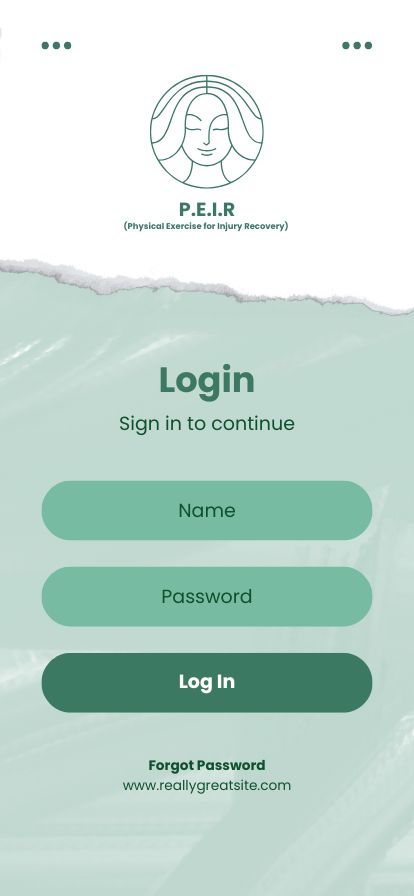 P.E.I.R
(Physical Exercise for Injury Recovery)
Login
Sign in to continue
Name
Password
Log In
Forgot Password
www.reallygreatsite.com